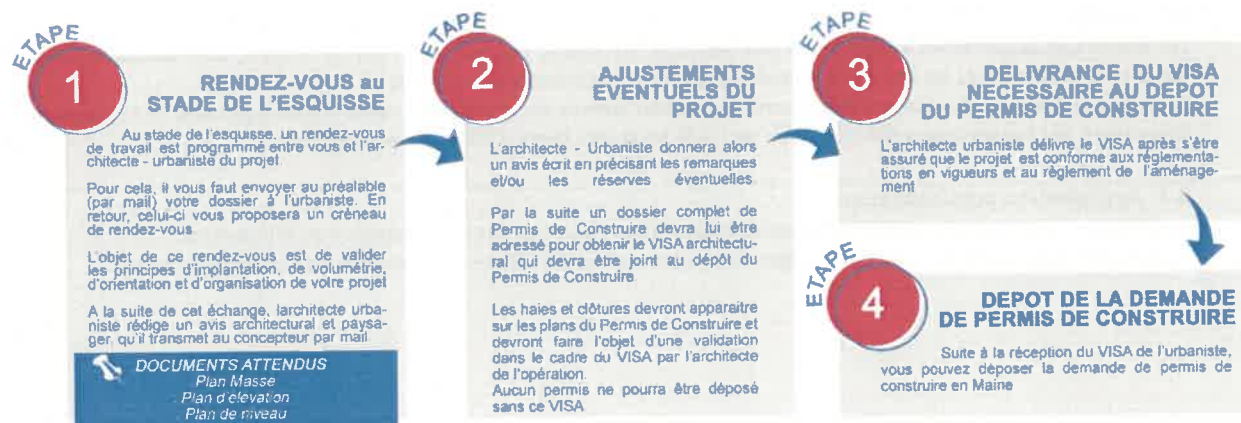 ETAPE
1
RENDEZ-VOUS au
STADE DE L'ESQUISSE
Au stade de l'esquisse, un rendez-vous
de travail est programmé entre vous et l'ar-
chitecte - urbaniste du projet
Pour cela, il vous faut envoyer au préalable
(par mail) votre dossier à l'urbaniste. En
retour, celui-ci vous proposera un créneau
de rendez-vous
L'objet de ce rendez-vous est de valider
les principes d'implantation, de volumétrie,
d'orientation et d'organisation de votre projet
A la suite de cet échange, larchitecte urba-
niste rédige un avis architectural et paysa-
ger, qu'il transmet au concepteur par mail
DOCUMENTS ATTENDUS
Plan Masse
Plan d'élévation
Plan de niveau
ETAPE
2
AJUSTEMENTS
EVENTUELS DU
PROJET
L'architecte - Urbaniste donnera alors
un avis écrit en précisant les remarques
et/ou les réserves éventuelles
Par la suite un dossier complet de
Permis de Construire devra lui être
adressé pour obtenir le VISA architectu-
ral qui devra être joint au dépôt du
Permis de Construire
Les haies et clôtures devront apparaitre
sur les plans du Permis de Construire et
devront faire l'objet d'une validation
dans le cadre du VISA par l'architecte
de l'opération.
Aucun permis ne pourra être déposé
sans ce VISA
ETAPE
3
DELIVRANCE DU VISA
NECESSAIRE AU DEPOT
DU PERMIS DE CONSTRUIRE
L'architecte urbaniste délivre le VISA après s'être
assuré que le projet est conforme aux réglementa-
tions en vigueurs et au règlement de l'aménage-
ment
ETAPE
4
DEPOT DE LA DEMANDE
DE PERMIS DE CONSTRUIRE
Suite à la réception du VISA de l'urbaniste,
vous pouvez déposer la demande de permis de
construire en Maine